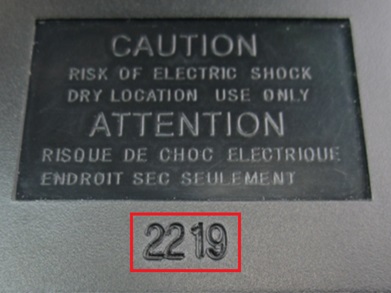 CAUTION
RISK OF ELECTRIC SHOCK
DRY LOCATION USE ONLY
ATTENTION
RISQUE DE CHOC ELECTRIQUE
ENDROIT SEC SEULEMENT
2219